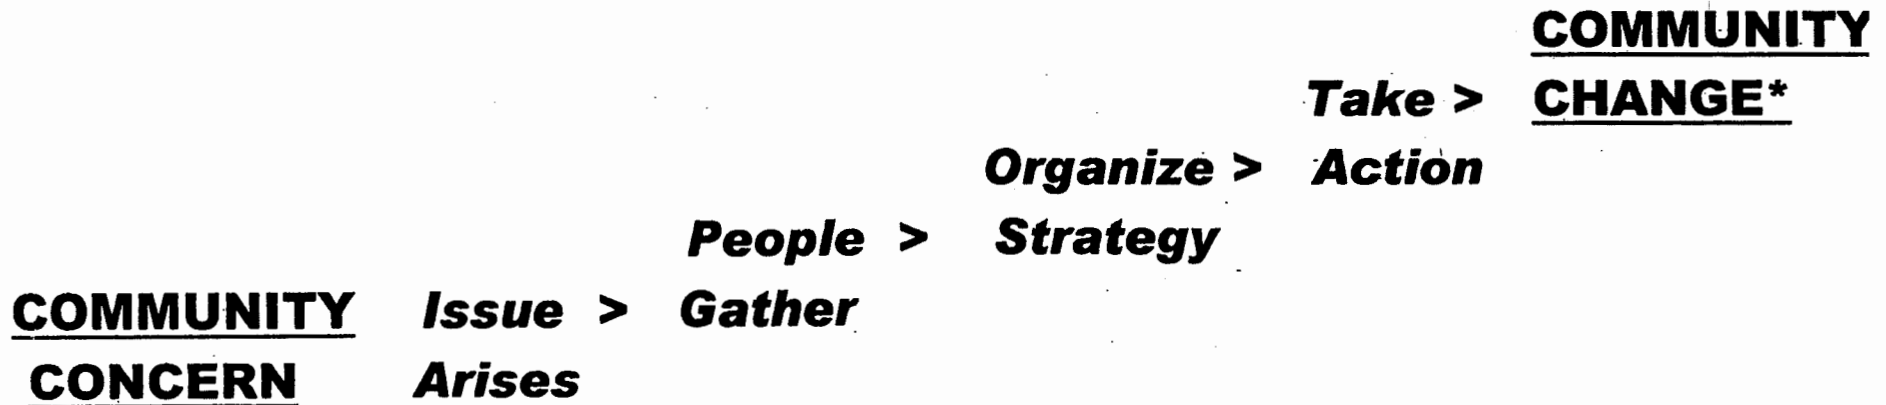 COMMUNITY
CHANGE*
Take >
Action
Organize >
Strategy
People >
Gather
Issue >
Arises
COMMUNITY
CONCERN